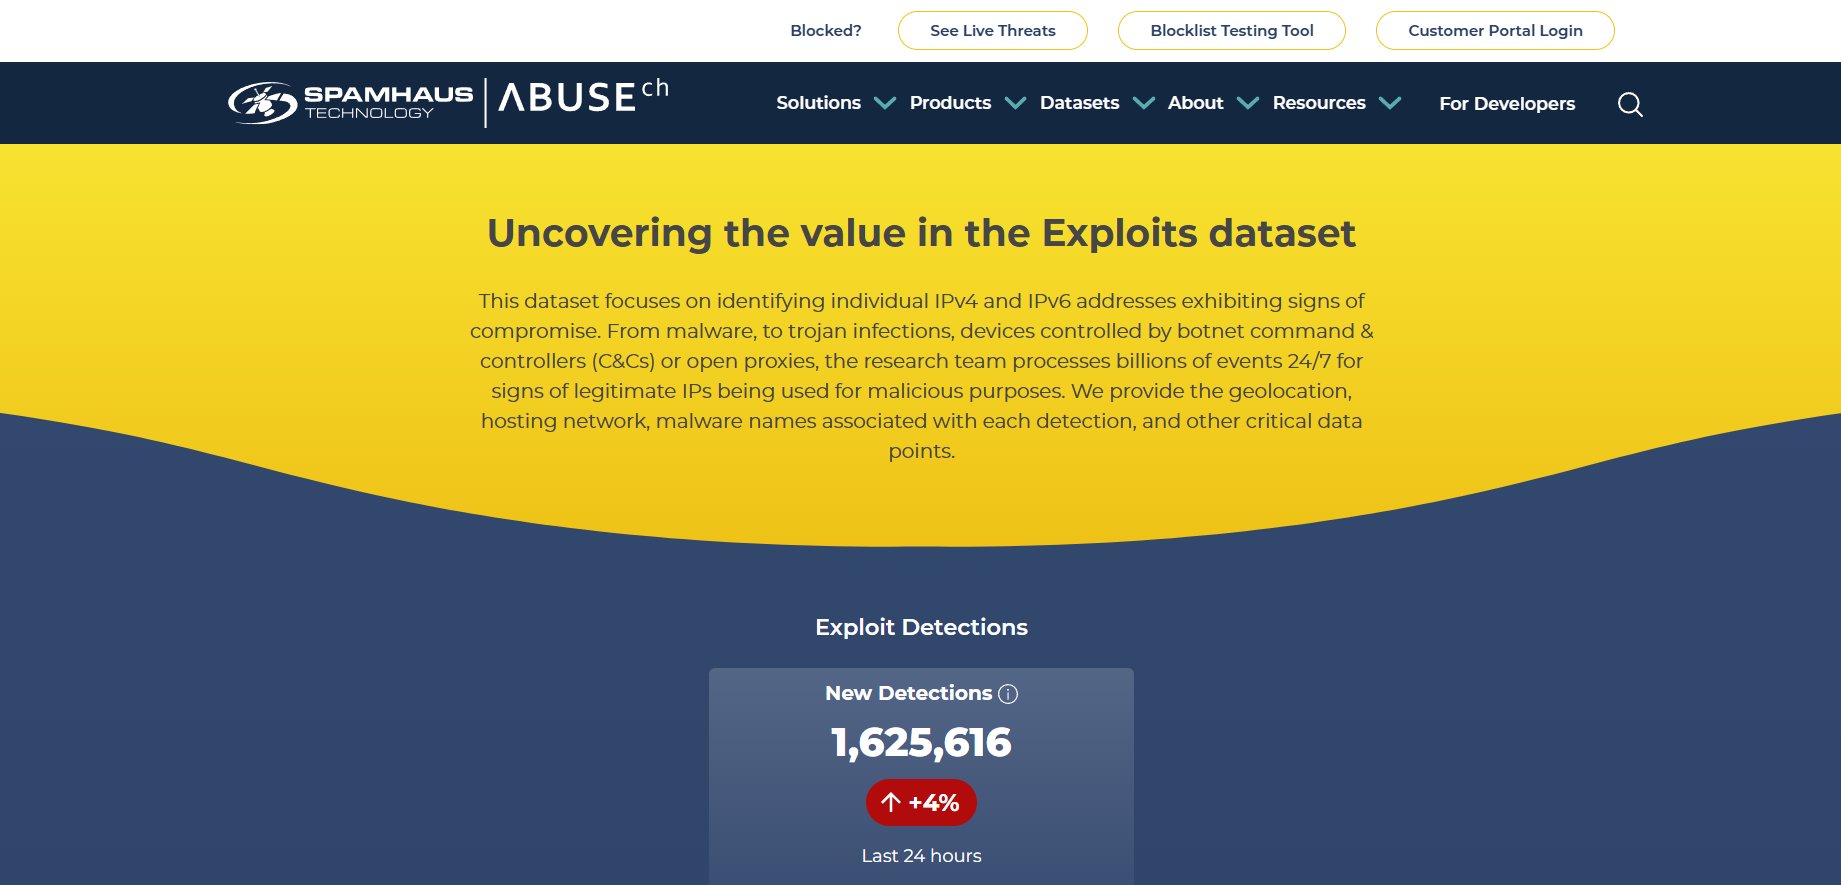 Blocked?
See Live Threats
Blocklist Testing Tool
Customer Portal Login
SPAMHAUS
TECHNOLOGY
ABUSE ch
Solutions
Products
Datasets
About
Resources
For Developers
Uncovering the value in the Exploits dataset
This dataset focuses on identifying individual IPv4 and IPv6 addresses exhibiting signs of
compromise. From malware, to trojan infections, devices controlled by botnet command &
controllers (C&Cs) or open proxies, the research team processes billions of events 24/7 for
signs of legitimate IPs being used for malicious purposes. We provide the geolocation,
hosting network, malware names associated with each detection, and other critical data
points.
Exploit Detections
New Detections
1,625,616
+4%
Last 24 hours